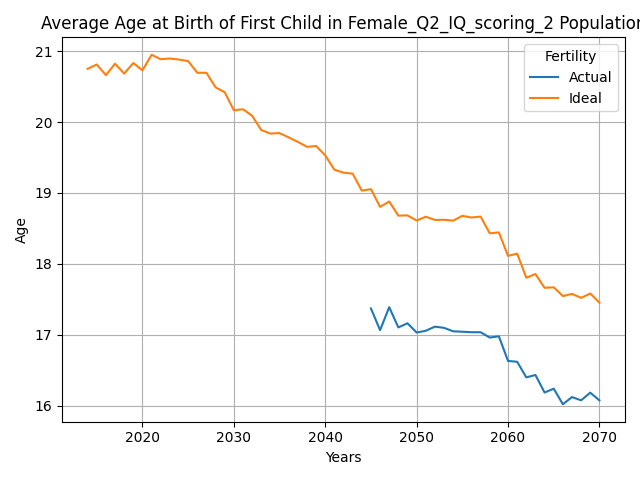 Average Age at Birth of First Child in Female_Q2_IQ_scoring_2 Population
21
20
19
18
17
16
Age
2020 2030 2040 2050 2060 2070
Years
Fertility
Actual
Ideal